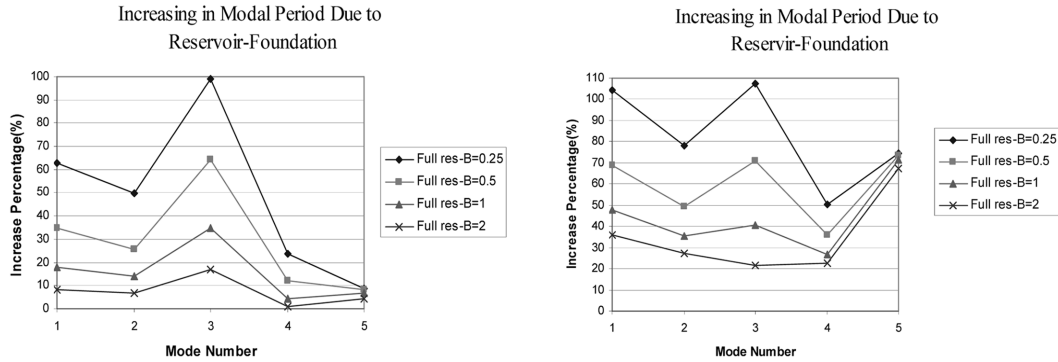 Increasing in Modal Period Due to
Reservoir-Foundation
100
90
80
70
60
50
40
30
20
10
0
Increase Percentage(%)
1 2 3 4 5
Mode Number
Full res-B=0.25
Full res-B=0.5
Full res-B=1
Full res-B=2
Increasing in Modal Period Due to
Reservir-Foundation
110
100
90
80
70
60
50
40
30
20
10
0
Increase Percentage(%)
1 2 3 4 5
Mode Number
Full res-B=0.25
Full res-B=0.5
Full res-B=1
Full res-B=2